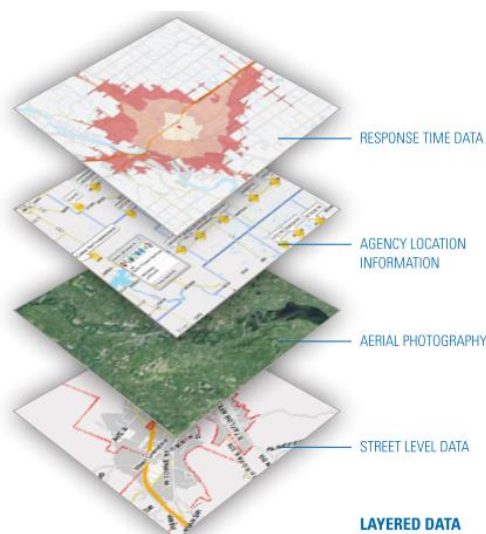 RESPONSE TIME DATA
AGENCY LOCATION
INFORMATION
AERIAL PHOTOGRAPHY
STREET LEVEL DATA
LAYERED DATA